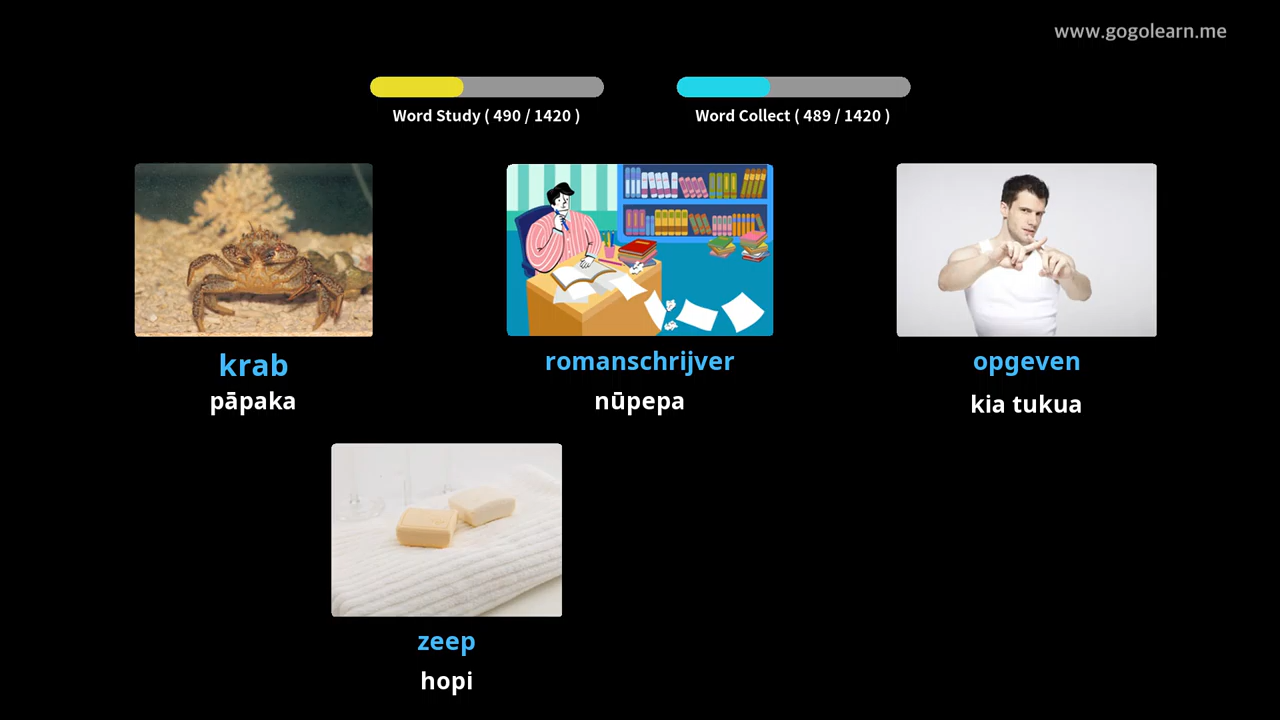 www.gogolearn.me
Word Study ( 490 / 1420 )
Word Collect ( 489 / 1420 )
krab
pāpaka
romanschrijver
nūpepa
opgeven
kia tukua
zeep
hopi